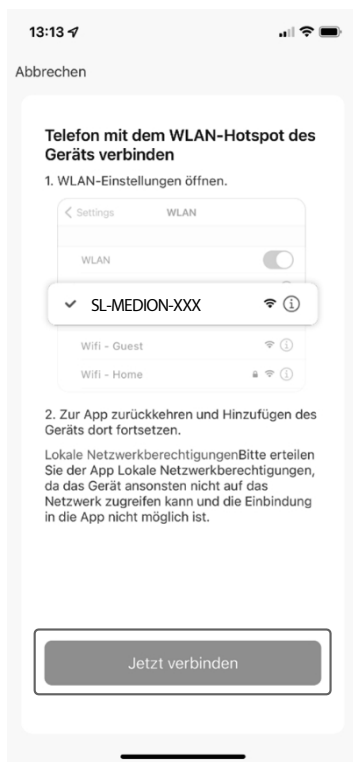 13:13
Abbrechen
Telefon mit dem WLAN-Hotspot des
Geräts verbinden
1. WLAN-Einstellungen öffnen.
Settings WLAN
WLAN
SL-MEDION-XXX
Wifi - Guest
Wifi - Home
2. Zur App zurückkehren und Hinzufügen des
Geräts dort fortsetzen.
Lokale NetzwerkberechtigungenBitte erteilen
Sie der App Lokale Netzwerkberechtigungen,
da das Gerät ansonsten nicht auf das
Netzwerk zugreifen kann und die Einbindung
in die App nicht möglich ist.
Jetzt verbinden